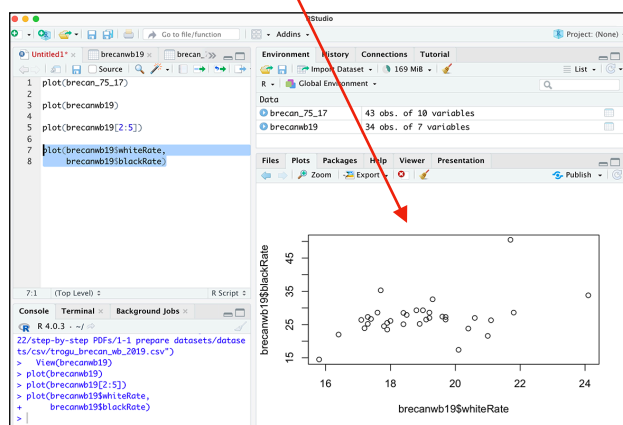 RStudio
Go to file/function
Addins
Project: (None)
Untitled1* brecanwb19 brecan_
Source
1 plot(brecan_75_17)
2
3 plot(brecanwb19)
4
5 plot(brecanwb19[2:5])
6
7 plot(brecanwb19$whiteRate,
8 brecanwb19$blackRate)
7:1 (Top Level) R Script
Console Terminal Background Jobs
R 4.0.3 · ~/
22/step-by-step PDFs/1-1 prepare datasets/datase
ts/csv/trogu_brecan_wb_2019.csv")
> View(brecanwb19)
> plot(brecanwb19)
> plot(brecanwb19[2:5])
> plot(brecanwb19$whiteRate,
+ brecanwb19$blackRate)
>
Environment History Connections Tutorial
Import Dataset 169 MiB List
R Global Environment
Data
brecan_75_17 43 obs. of 10 variables
brecanwb19 34 obs. of 7 variables
Files Plots Packages Help Viewer Presentation
Zoom Export Publish
brecanwb19$blackRate
45
35
25
15
16 18 20 22 24
brecanwb19$whiteRate